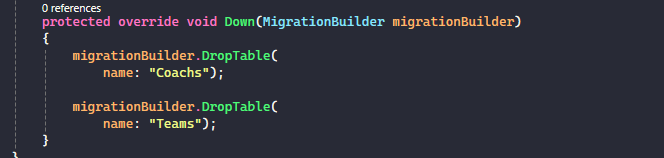 0 references
protected override void Down(MigrationBuilder migrationBuilder)
{
migrationBuilder.DropTable(
name: "Coachs");
migrationBuilder.DropTable(
name: "Teams");
}
}